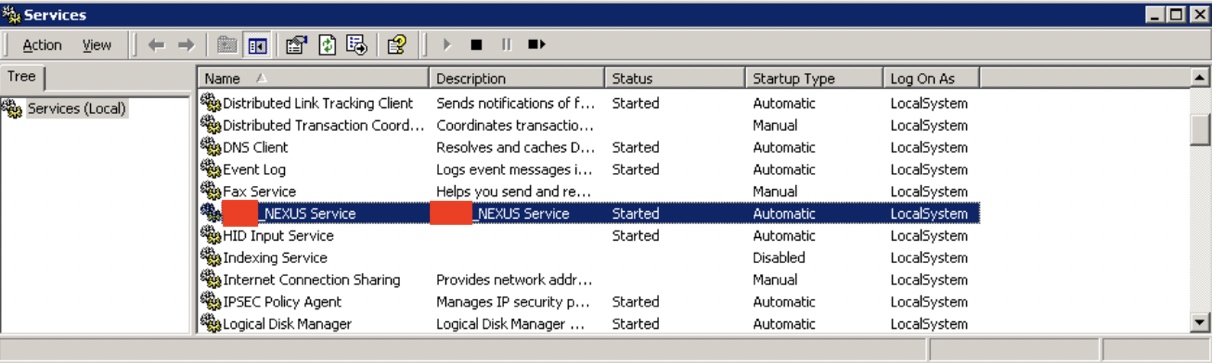 Services
Action View
Tree
Name Description Status Startup Type Log On As
Services (Local)
Distributed Link Tracking Client Sends notifications of f... Started Automatic LocalSystem
Distributed Transaction Coord... Coordinates transactio... Manual LocalSystem
DNS Client Resolves and caches D... Started Automatic LocalSystem
Event Log Logs event messages i... Started Automatic LocalSystem
Fax Service Helps you send and re... Manual LocalSystem
_NEXUS Service _NEXUS Service Started Automatic LocalSystem
HID Input Service Started Automatic LocalSystem
Indexing Service Disabled LocalSystem
Internet Connection Sharing Provides network addr... Manual LocalSystem
IPSEC Policy Agent Manages IP security p... Started Automatic LocalSystem
Logical Disk Manager Logical Disk Manager ... Started Automatic LocalSystem